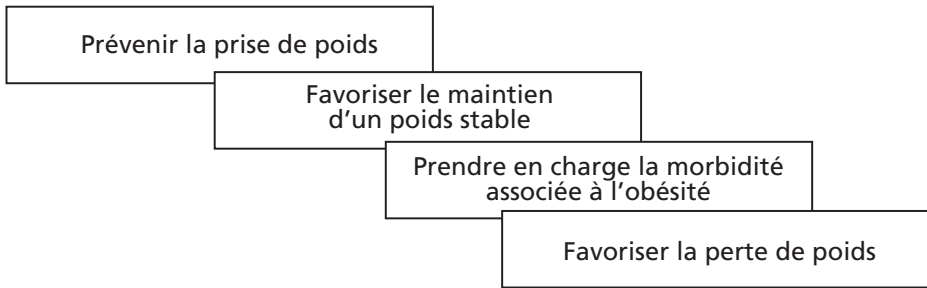 Prévenir la prise de poids
Favoriser le maintien
d’un poids stable
Prendre en charge la morbidité
associée à l’obésité
Favoriser la perte de poids